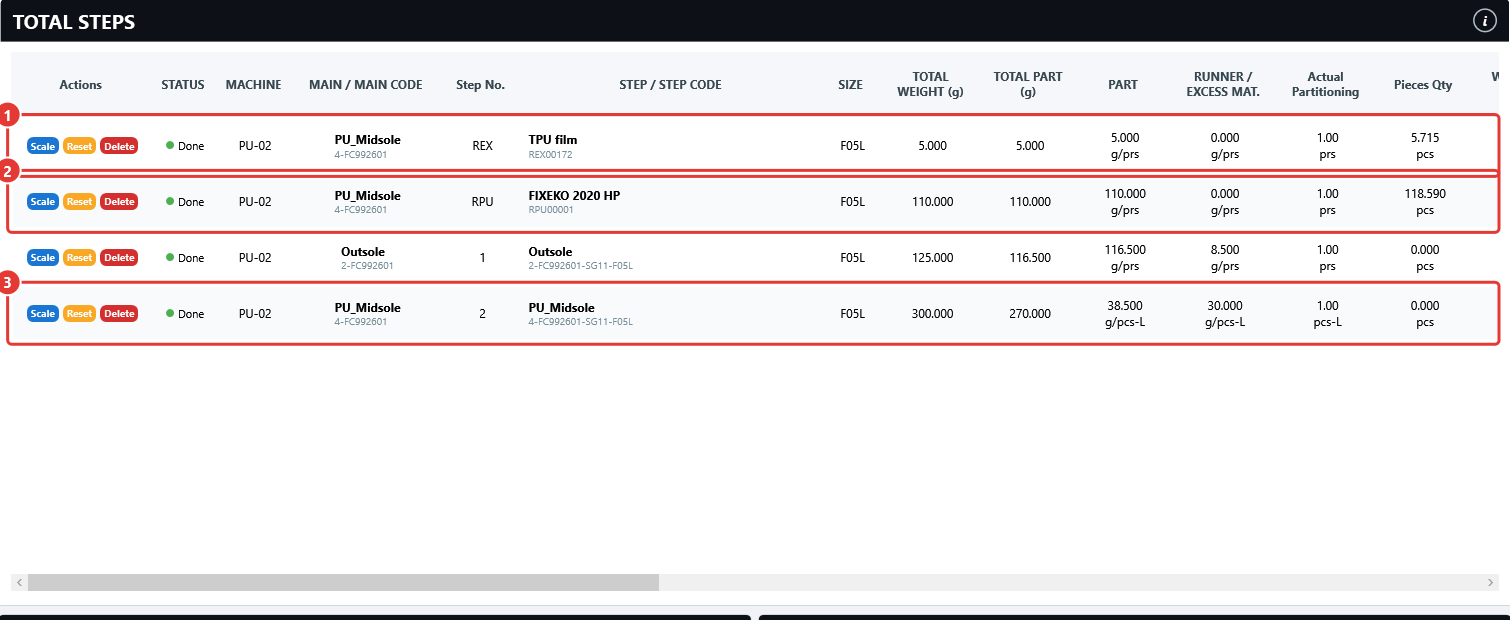 TOTAL STEPS
i
Actions STATUS MACHINE MAIN / MAIN CODE Step No. STEP / STEP CODE SIZE TOTAL WEIGHT (g) TOTAL PART (g) PART RUNNER / EXCESS MAT. Actual Partitioning Pieces Qty W
1
Scale Reset Delete Done PU-02 PU_Midsole REX TPU film F05L 5.000 5.000 5.000 0.000 1.00 5.715
4-FC992601 REX00172 g/prs g/prs prs pcs
2
Scale Reset Delete Done PU-02 PU_Midsole RPU FIXEKO 2020 HP F05L 110.000 110.000 110.000 0.000 1.00 118.590
4-FC992601 RPU00001 g/prs g/prs prs pcs
Scale Reset Delete Done PU-02 Outsole 1 Outsole F05L 125.000 116.500 116.500 8.500 1.00 0.000
2-FC992601 2-FC992601-SG11-F05L g/prs g/prs prs pcs
3
Scale Reset Delete Done PU-02 PU_Midsole 2 PU_Midsole F05L 300.000 270.000 38.500 30.000 1.00 0.000
4-FC992601 4-FC992601-SG11-F05L g/pcs-L g/pcs-L pcs-L pcs